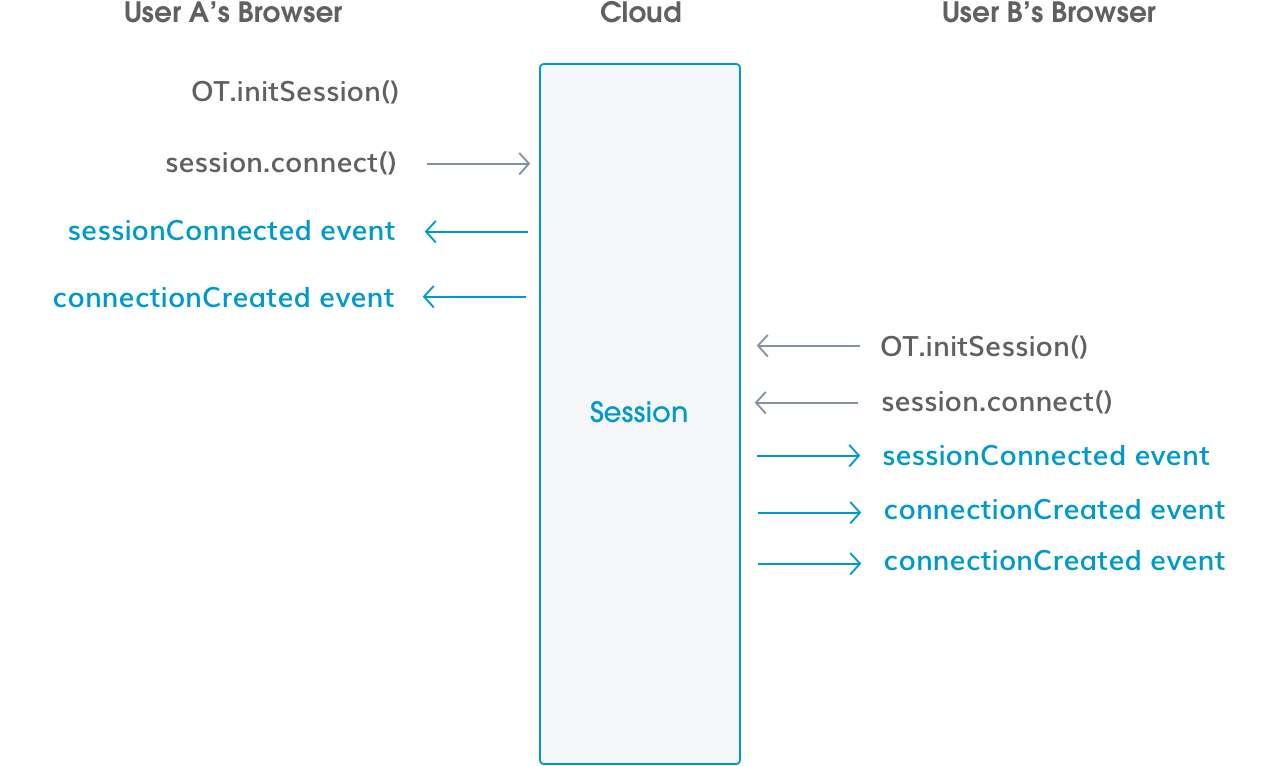 User A’s Browser
Cloud
User B’s Browser
OT.initSession()
session.connect()
sessionConnected event
connectionCreated event
OT.initSession()
session.connect()
Session
sessionConnected event
connectionCreated event
connectionCreated event